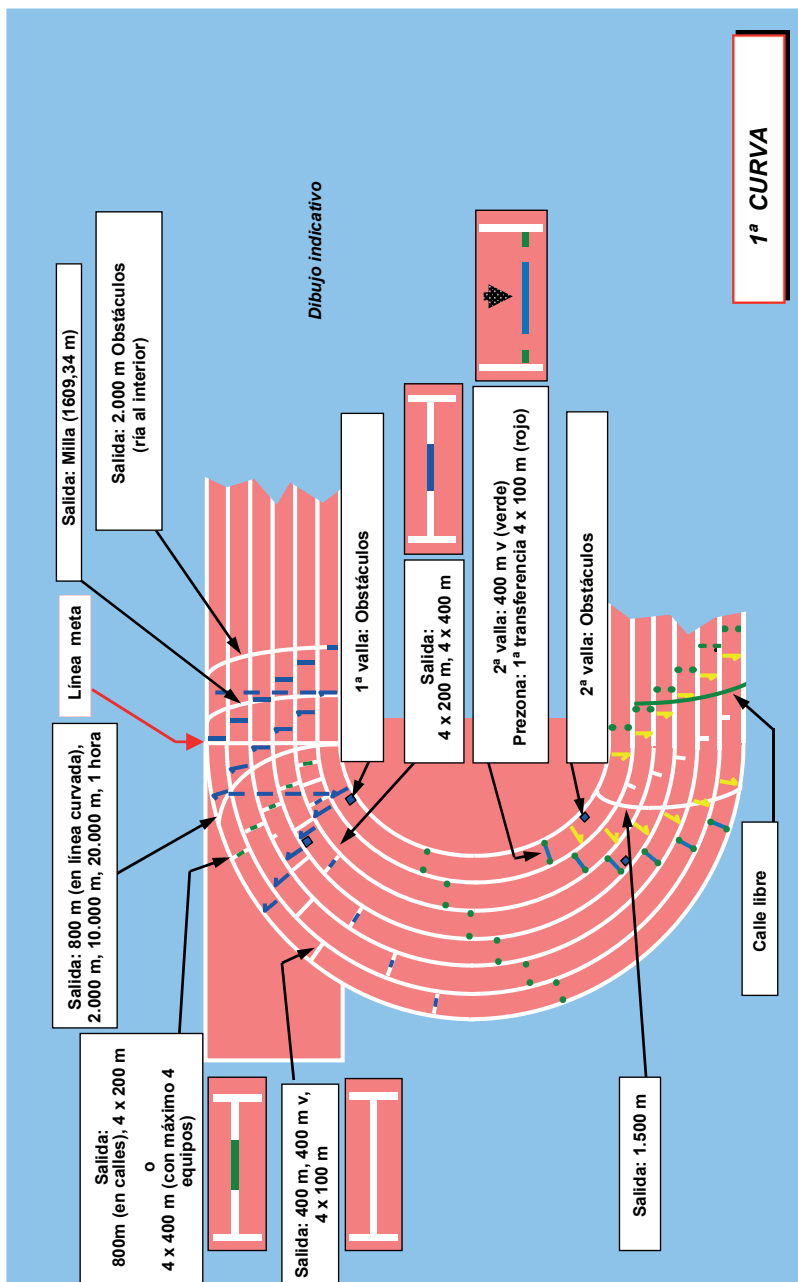 Salida:
800m (en calles), 4 x 200 m
o
4 x 400 m (con máximo 4
equipos)
Salida: 800 m (en línea curvada),
2.000 m, 10.000 m, 20.000 m, 1 hora
Línea meta
Salida: Milla (1609,34 m)
Salida: 2.000 m Obstáculos
(ría al interior)
Salida: 400 m, 400 m v,
4 x 100 m
Dibujo indicativo
1ª valla: Obstáculos
Salida:
4 x 200 m, 4 x 400 m
2ª valla: 400 m v (verde)
Prezona: 1ª transferencia 4 x 100 m (rojo)
2ª valla: Obstáculos
Salida: 1.500 m
Calle libre
1ª CURVA